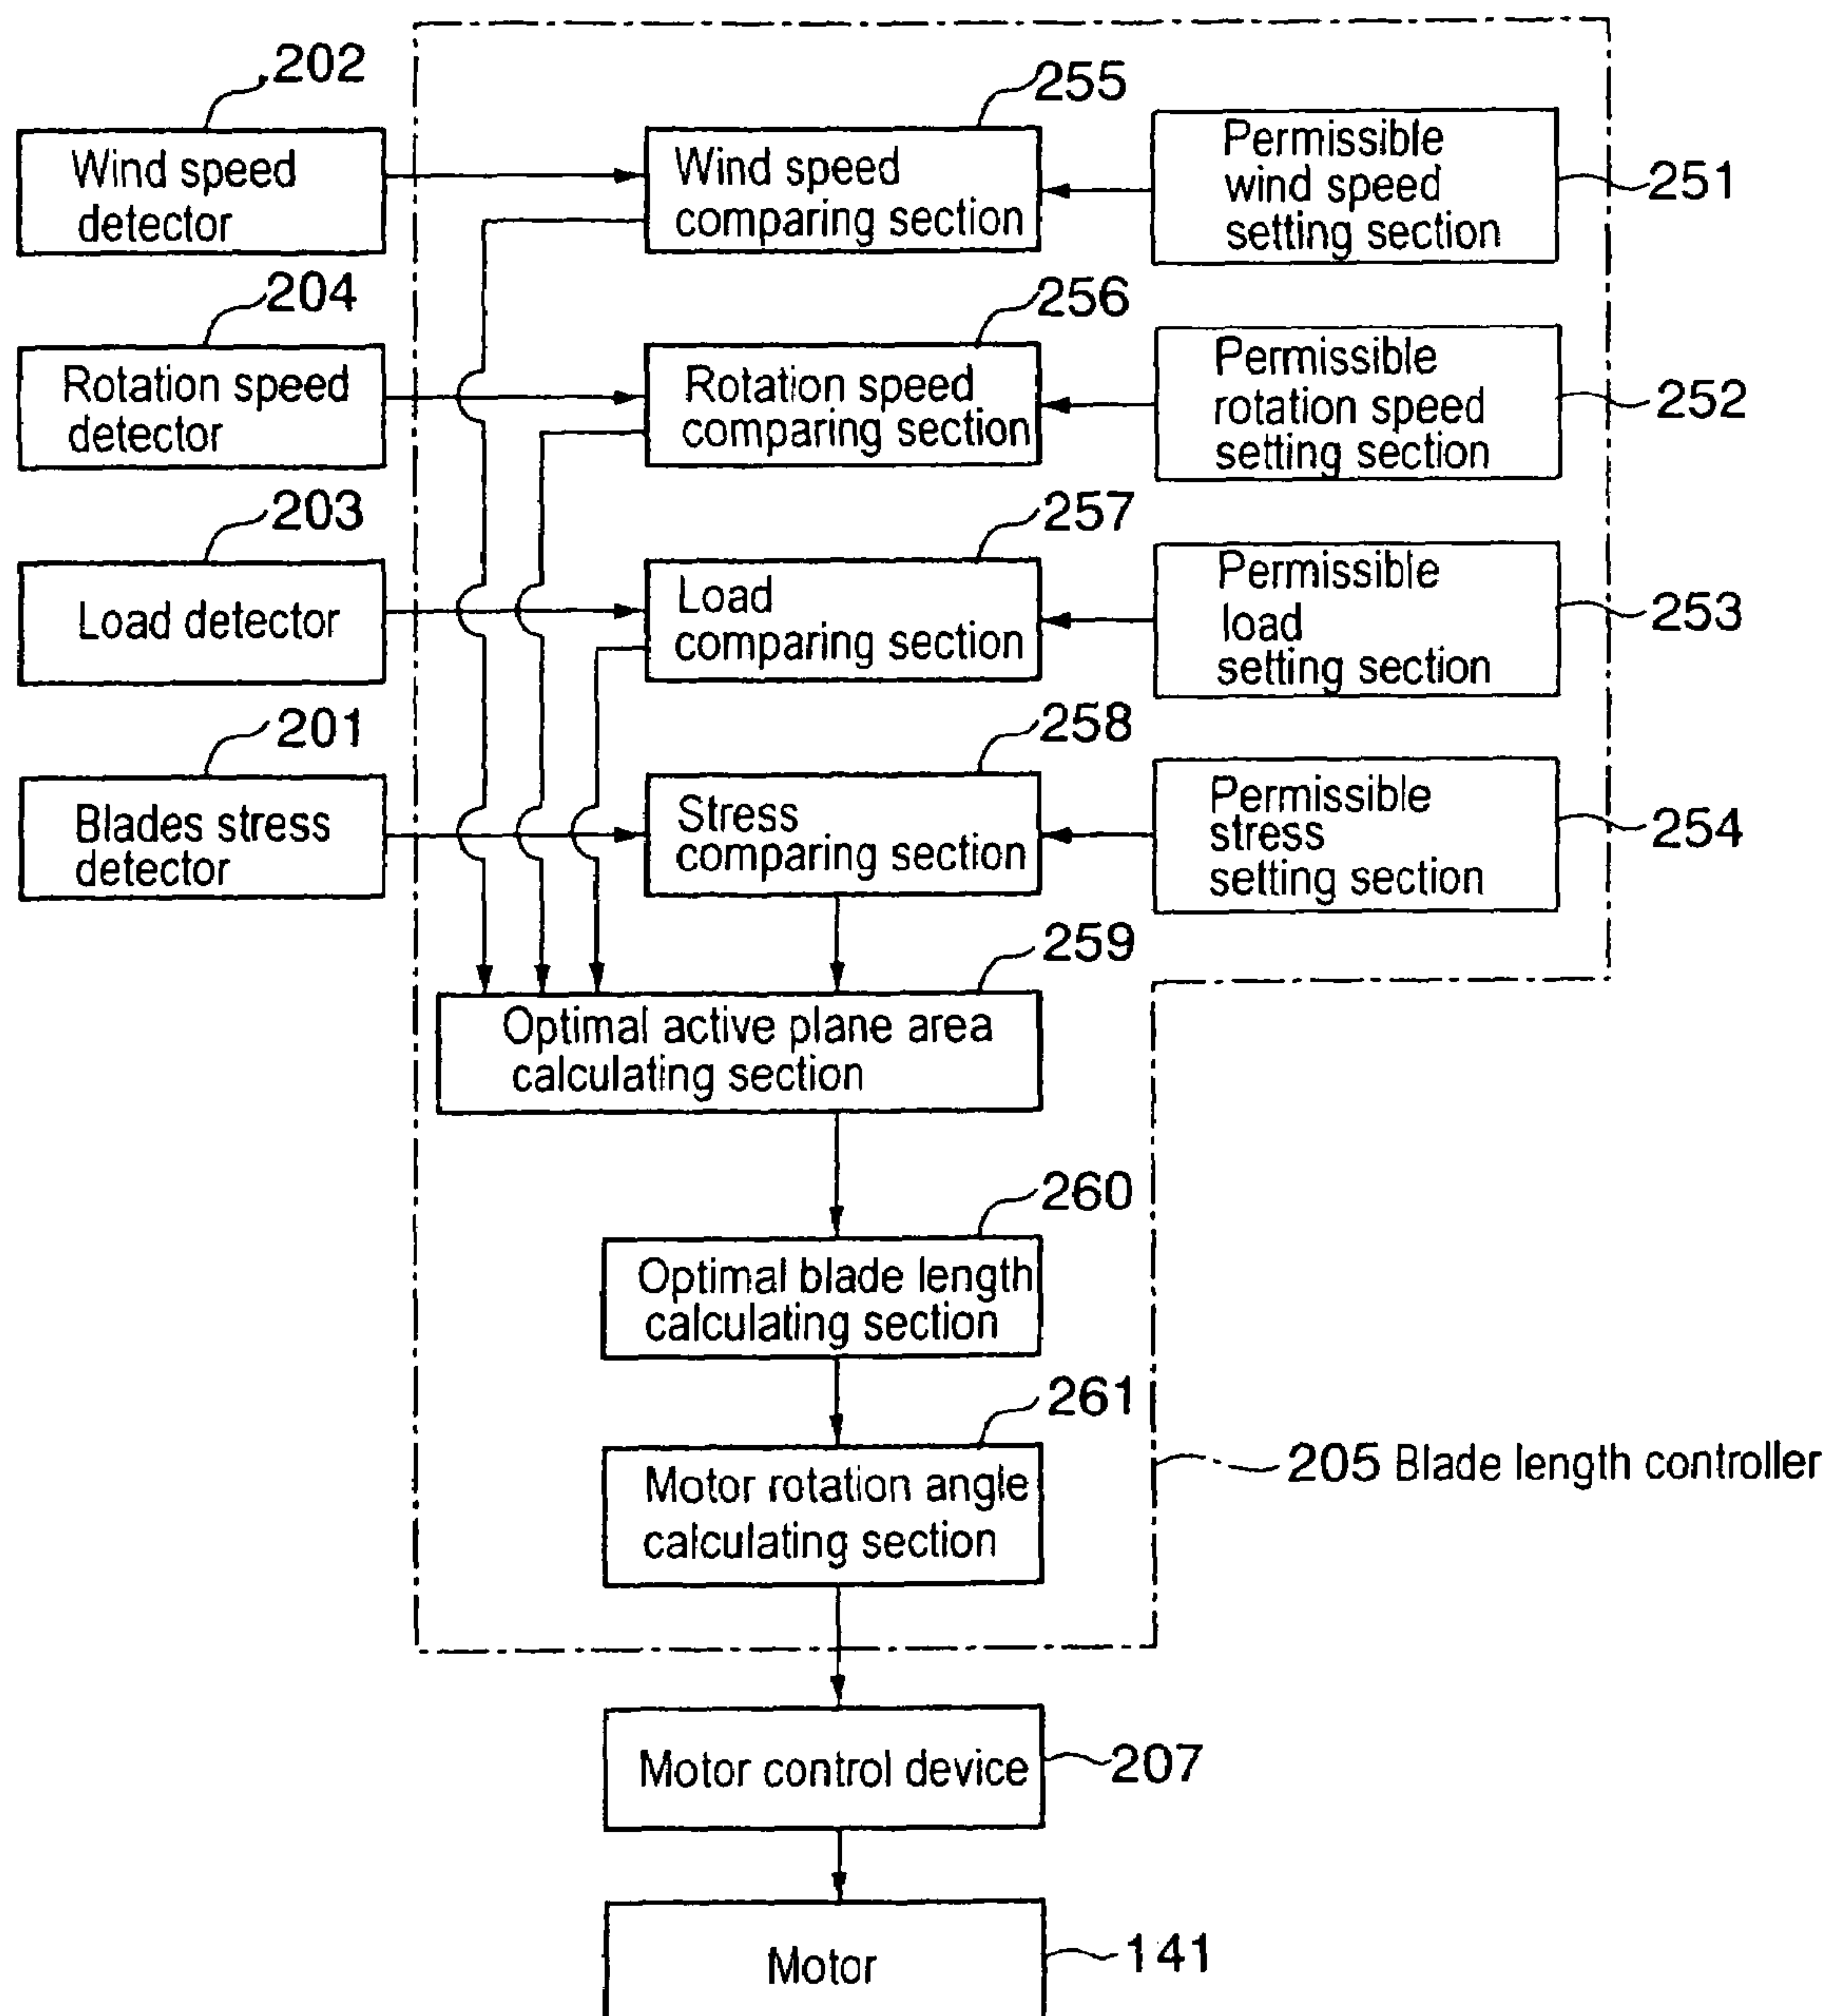 202
255
Wind speed
detector
Wind speed
comparing section
Permissible
wind speed
setting section
251
204
256
Rotation speed
detector
Rotation speed
comparing section
Permissible
rotation speed
setting section
252
203
257
Load detector
Load
comparing section
Permissible
load
setting section
253
201
258
Blades stress
detector
Stress
comparing section
Permissible
stress
setting section
254
259
Optimal active plane area
calculating section
260
Optimal blade length
calculating section
261
Motor rotation angle
calculating section
205 Blade length controller
Motor control device
207
Motor
141